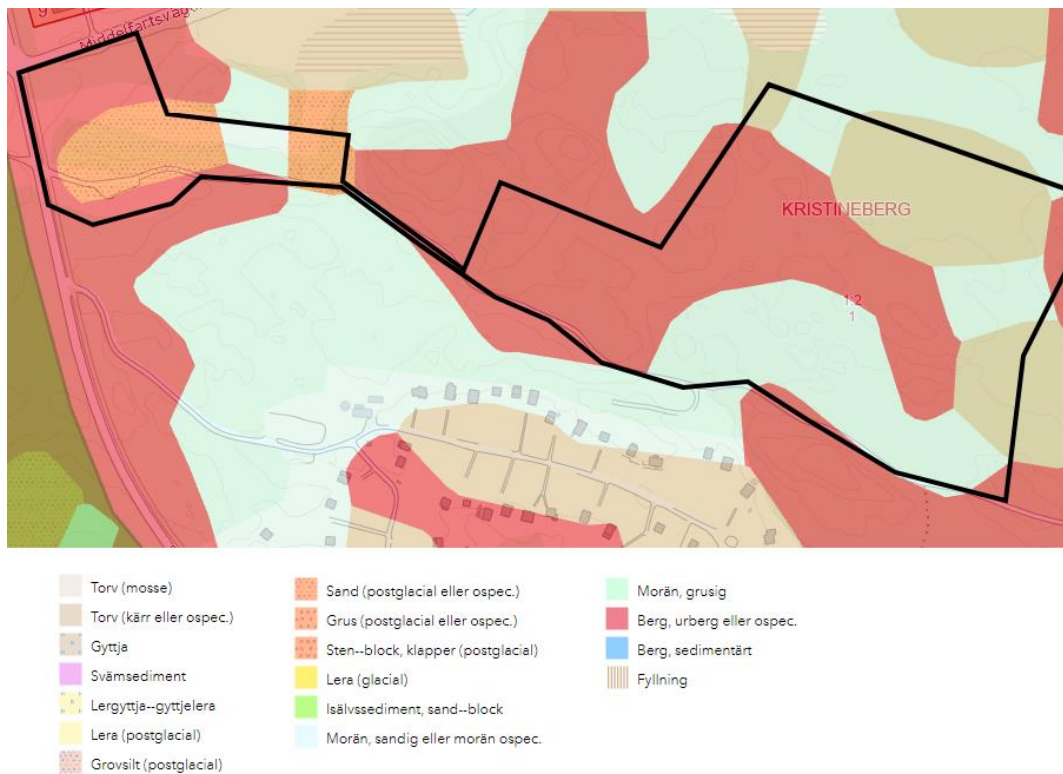 g
Middelfartsvägen
KRISTINEBERG
1:2
1
Torv (mosse)
Torv (kärr eller ospec.)
Gyttja
Svämsediment
Lergyttja--gyttjelera
Lera (postglacial)
Grovsilt (postglacial)
Sand (postglacial eller ospec.)
Grus (postglacial eller ospec.)
Sten--block, klapper (postglacial)
Lera (glacial)
Isälvssediment, sand--block
Morän, sandig eller morän ospec.
Morän, grusig
Berg, urberg eller ospec.
Berg, sedimentärt
Fyllning